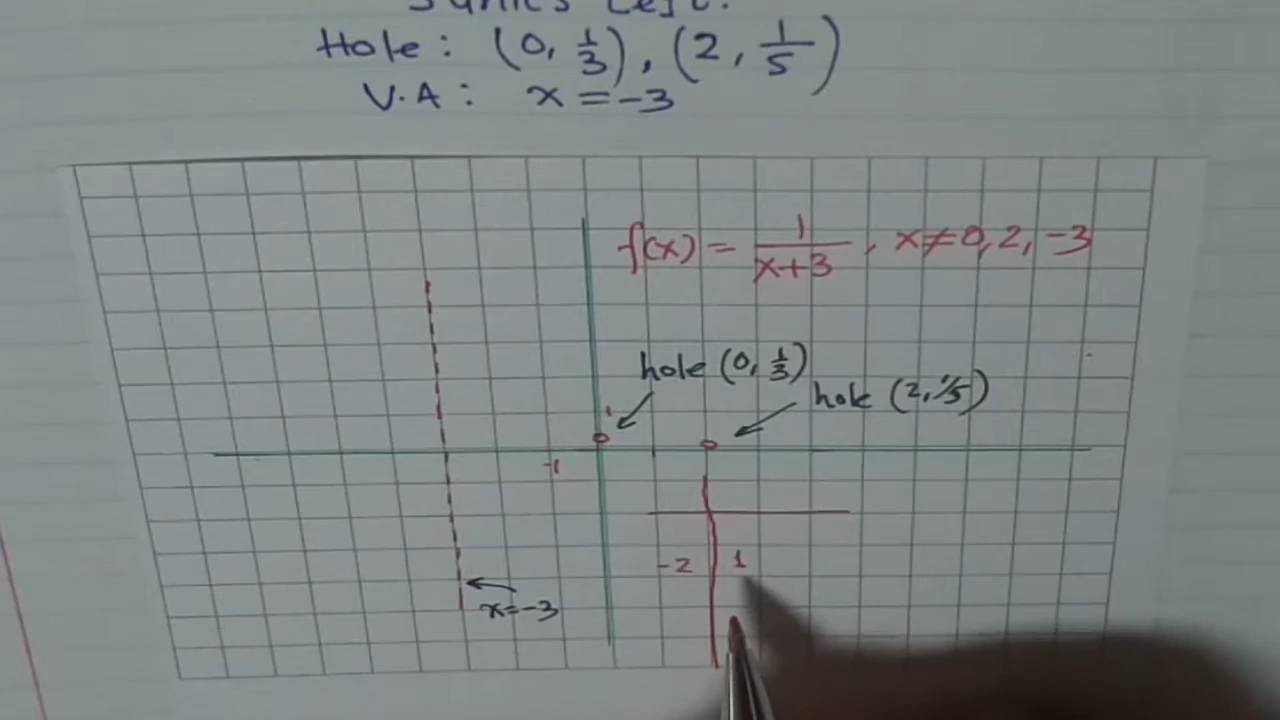 Hole: (0, 1/3), (2, 1/5)
V.A: x = -3
f(x) = 1/(x+3), x≠0, 2, -3
hole (0, 1/3)
hole (2, 1/5)
1
-1
-2 1
x=-3